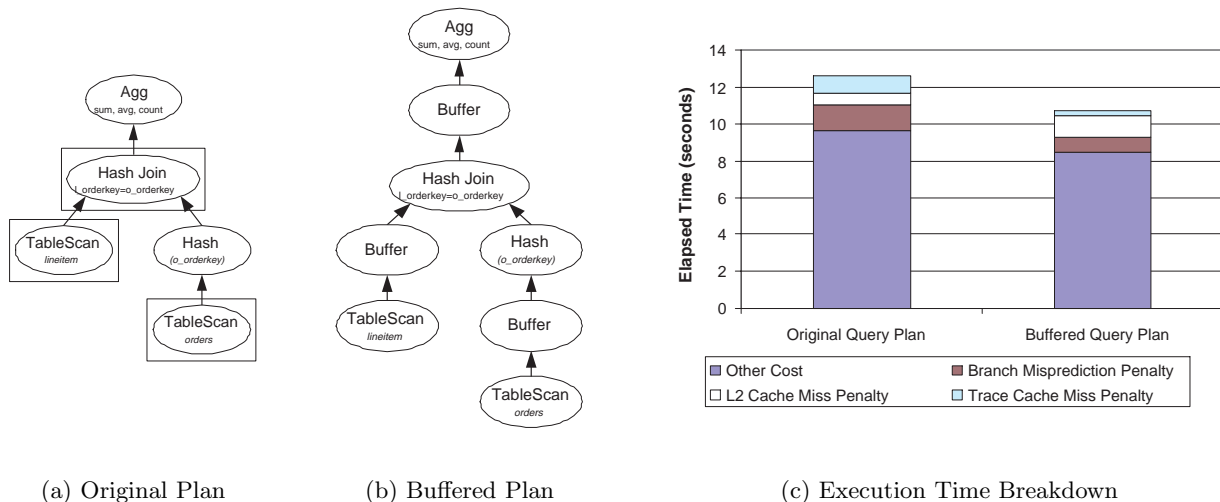 Agg
sum, avg, count
Hash Join
l_orderkey=o_orderkey
TableScan
lineitem
Hash
(o_orderkey)
TableScan
orders
(a) Original Plan
Agg
sum, avg, count
Buffer
Hash Join
l_orderkey=o_orderkey
Buffer
Hash
(o_orderkey)
TableScan
lineitem
Buffer
TableScan
orders
(b) Buffered Plan
Elapsed Time (seconds)
14
12
10
8
6
4
2
0
Original Query Plan
Buffered Query Plan
Other Cost
Branch Misprediction Penalty
L2 Cache Miss Penalty
Trace Cache Miss Penalty
(c) Execution Time Breakdown